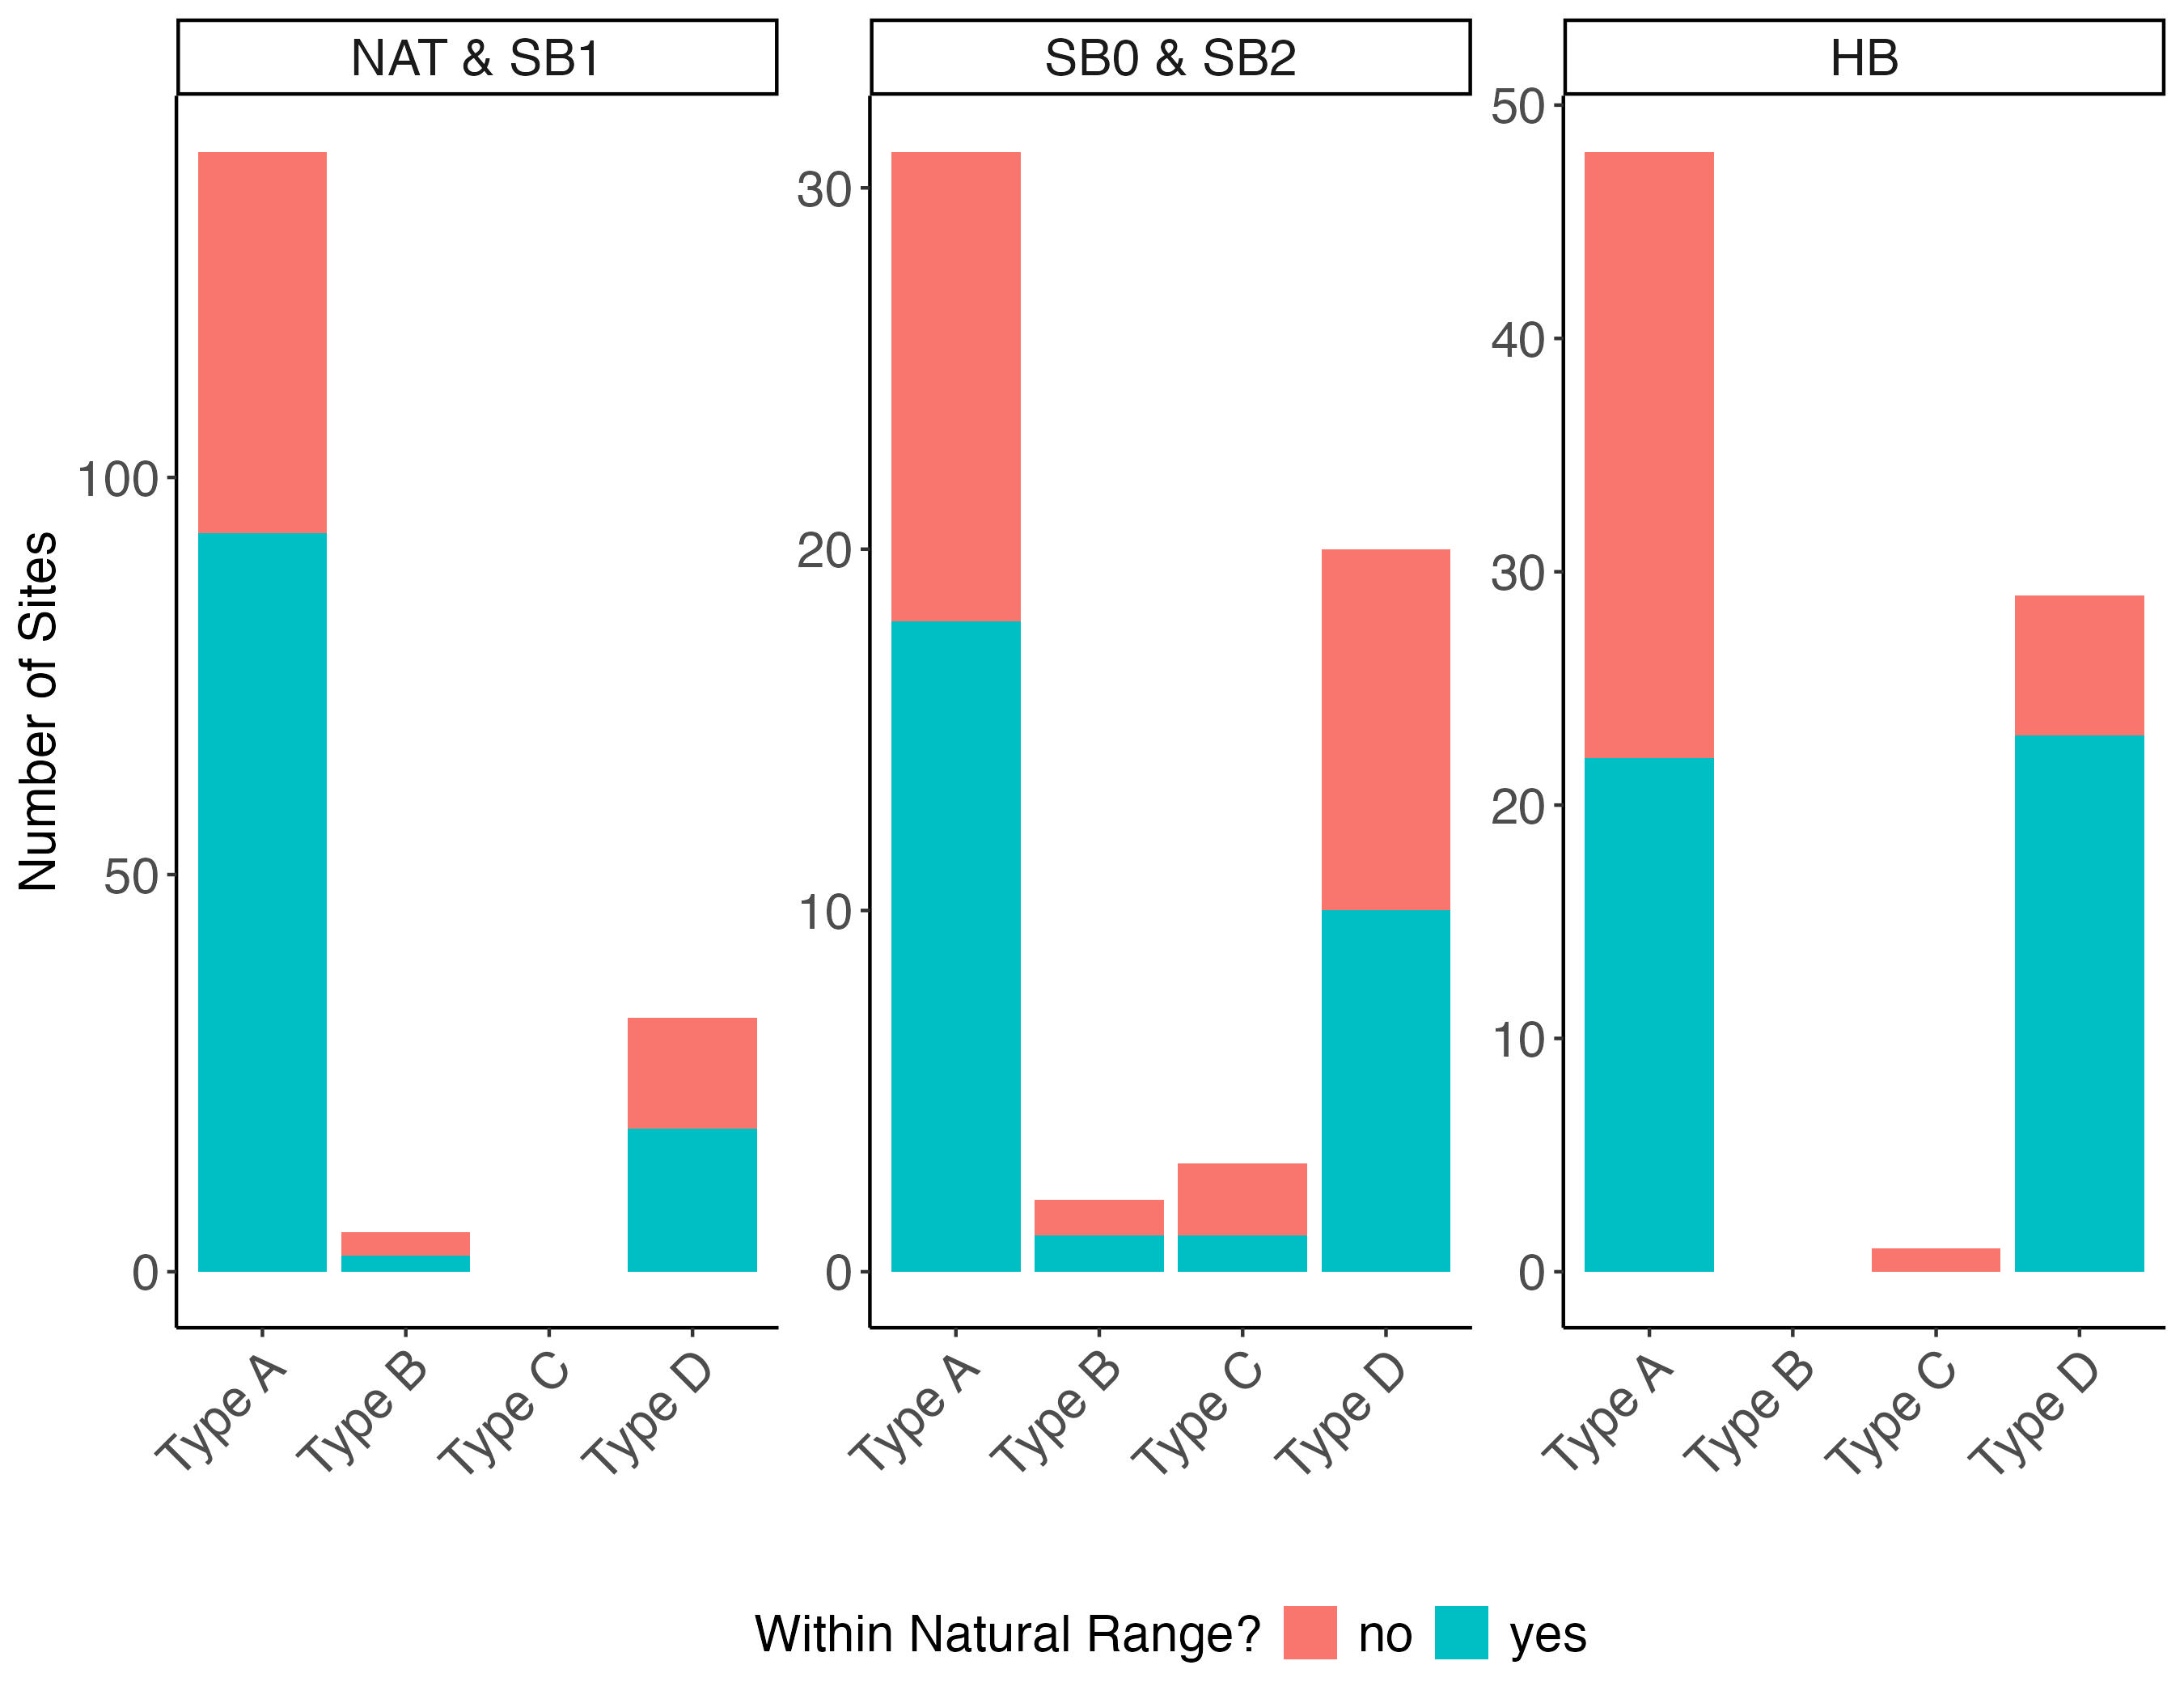 NAT & SB1
SB0 & SB2
HB
Number of Sites
100
50
0
30
20
10
0
50
40
30
20
10
0
Type A
Type B
Type C
Type D
Type A
Type B
Type C
Type D
Type A
Type B
Type C
Type D
Within Natural Range? no yes